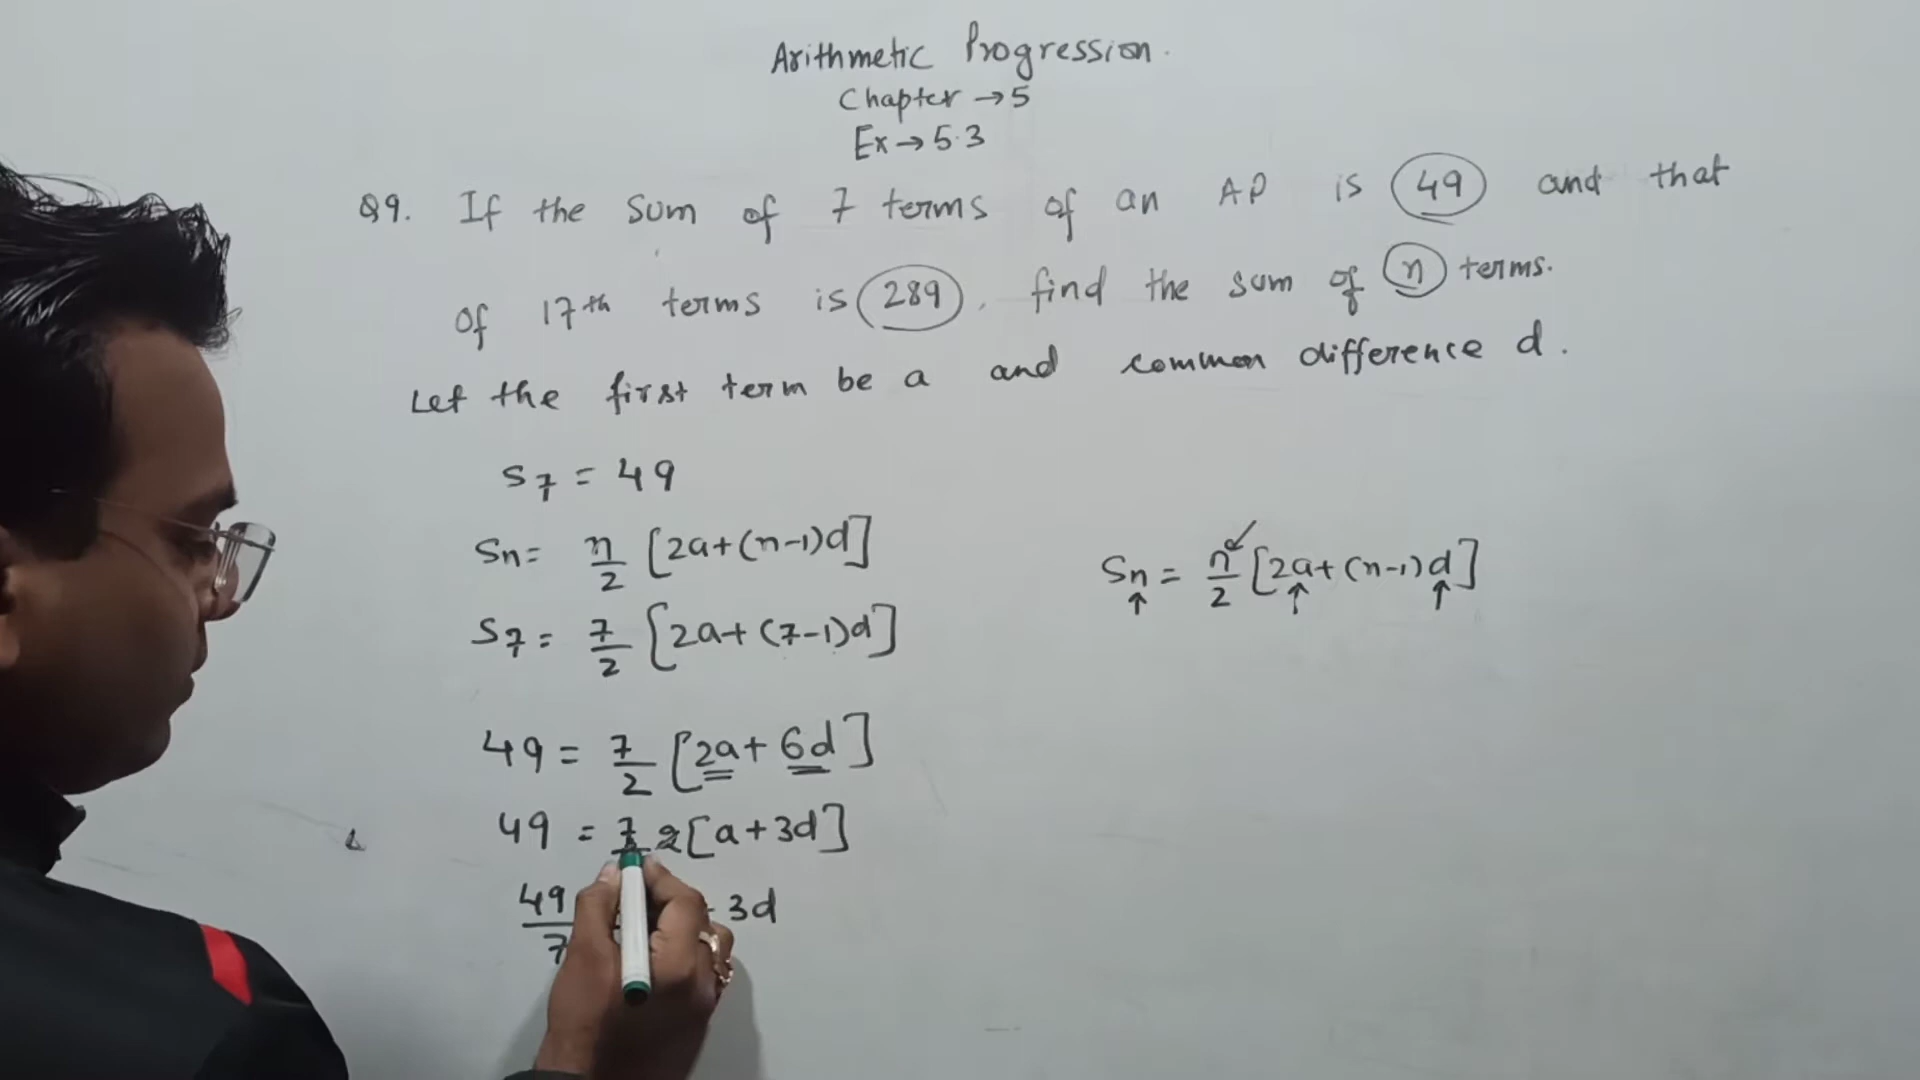 Arithmetic Progression.
Chapter → 5
Ex → 5.3
Q9. If the sum of 7 terms of an AP is 49 and that
of 17th terms is 289, find the sum of n terms.
Let the first term be a and common difference d.
S7 = 49
Sn = n/2 [2a+(n-1)d]
S7 = 7/2 [2a+(7-1)d]
49 = 7/2 [2a+6d]
49 = 7/2 2[a+3d]
49/7 3d
Sn = n/2 [2a+(n-1)d]